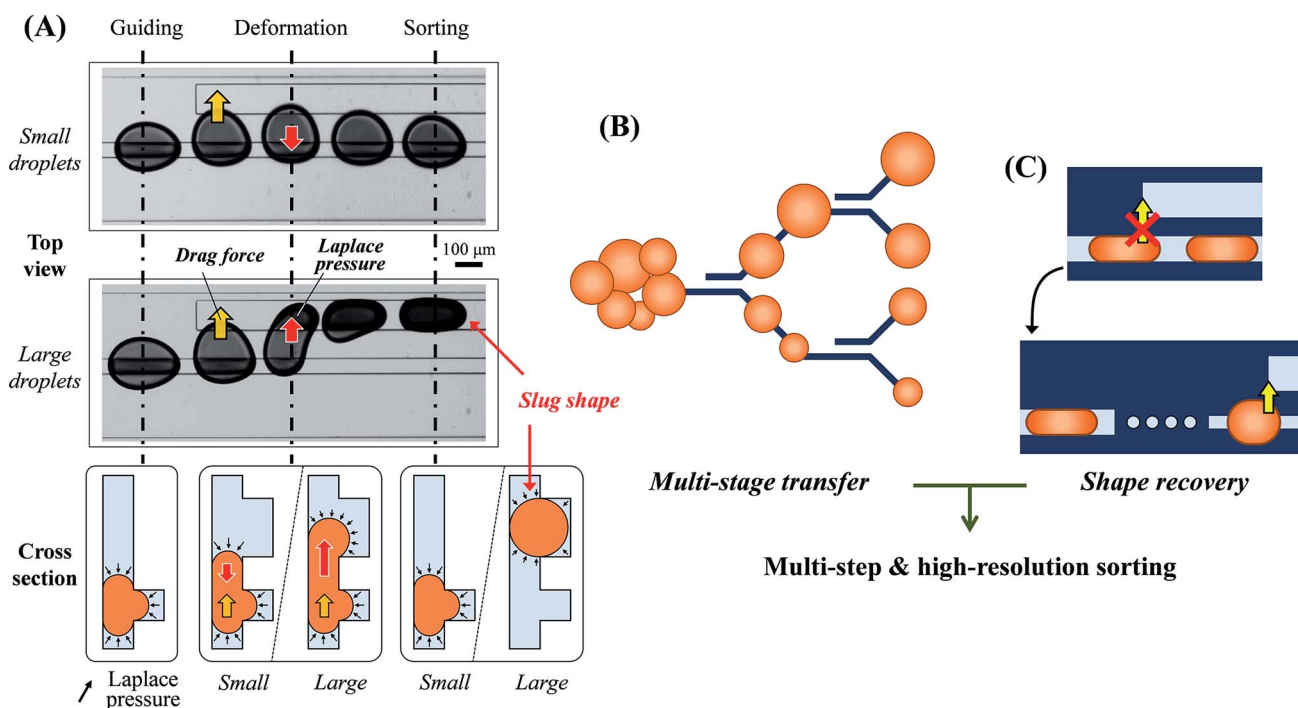 (A)
Guiding
Deformation
Sorting
Small
droplets
Top
view
Drag force
Laplace
pressure
100 μm
Large
droplets
Slug shape
Cross
section
Laplace
pressure
Small
Large
Small
Large
(B)
(C)
Multi-stage transfer
Shape recovery
Multi-step & high-resolution sorting